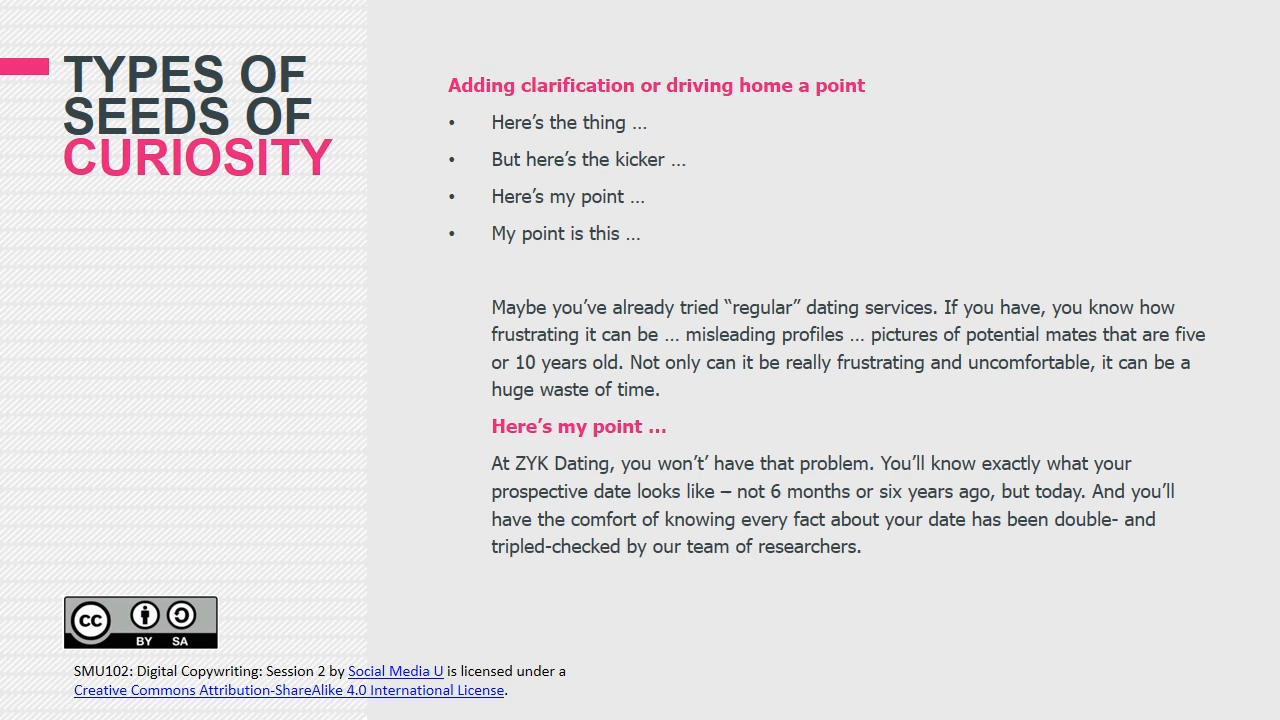 TYPES OF
SEEDS OF
CURIOSITY
Adding clarification or driving home a point
• Here’s the thing …
• But here’s the kicker …
• Here’s my point …
• My point is this …
Maybe you’ve already tried “regular” dating services. If you have, you know how
frustrating it can be … misleading profiles … pictures of potential mates that are five
or 10 years old. Not only can it be really frustrating and uncomfortable, it can be a
huge waste of time.
Here’s my point …
At ZYK Dating, you won’t’ have that problem. You’ll know exactly what your
prospective date looks like – not 6 months or six years ago, but today. And you’ll
have the comfort of knowing every fact about your date has been double- and
tripled-checked by our team of researchers.
CC
BY SA
SMU102: Digital Copywriting: Session 2 by Social Media U is licensed under a
Creative Commons Attribution-ShareAlike 4.0 International License.